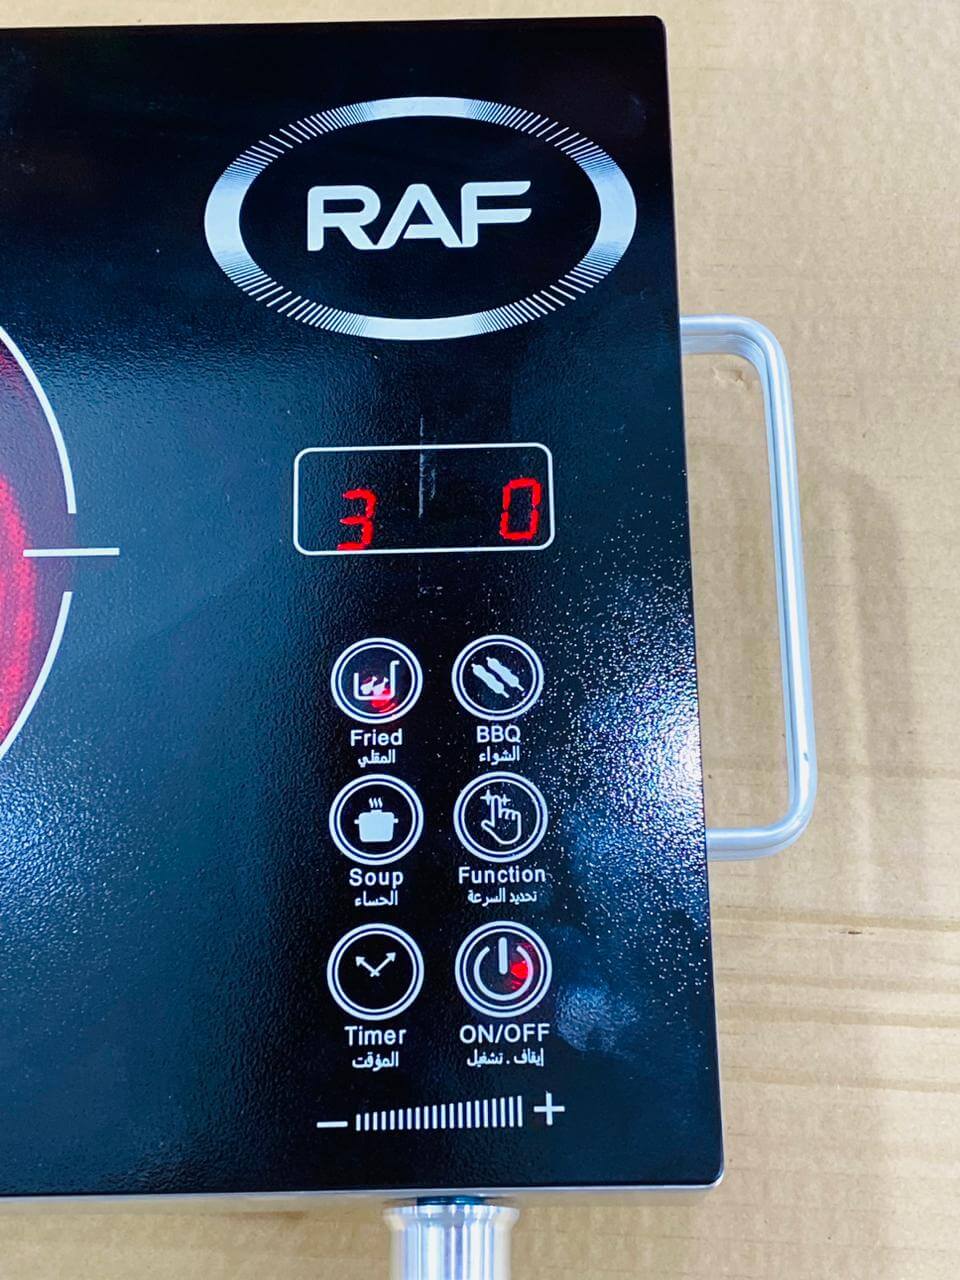 RAF
3 0
Fried BBQ
المقلي الشواء
Soup Function
الحساء تحديد السرعة
Timer ON/OFF
المؤقت إيقاف . تشغيل
− +